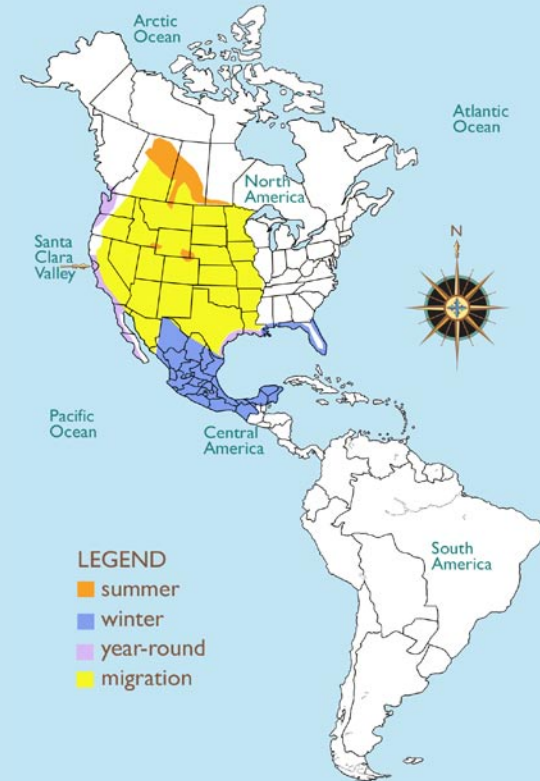 Arctic
Ocean
Atlantic
Ocean
North
America
N
Santa
Clara
Valley
Pacific
Ocean
Central
America
South
America
LEGEND
summer
winter
year-round
migration